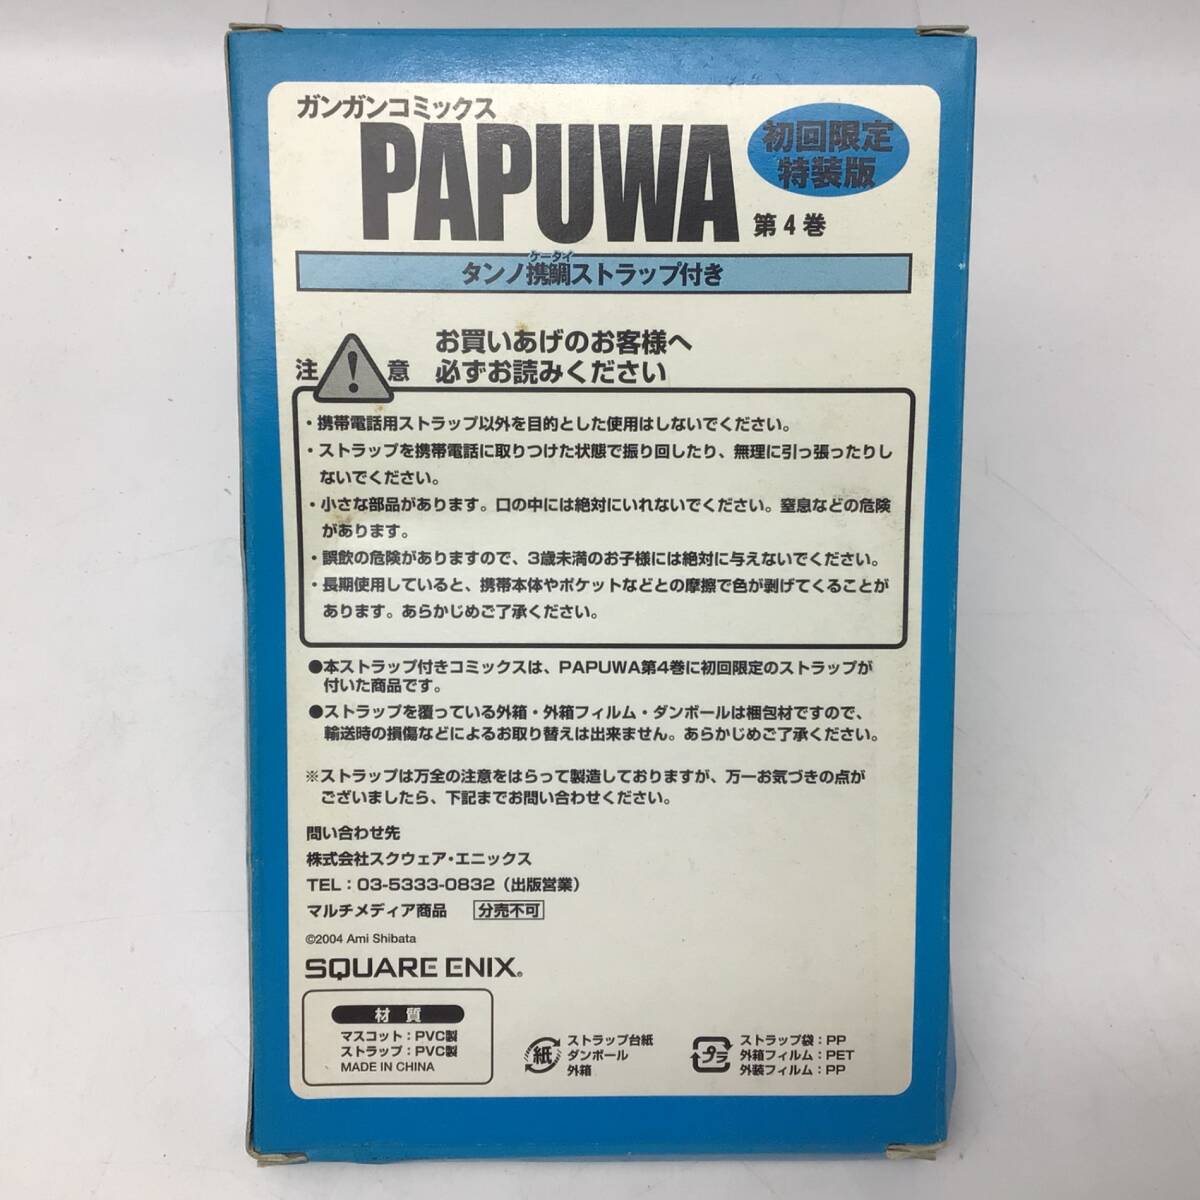 ガンガンコミックス
PAPUWA
初回限定
特装版
第4巻
ケータイ
タンノ携鯛ストラップ付き
注 ! 意
お買いあげのお客様へ
必ずお読みください
・携帯電話用ストラップ以外を目的とした使用はしないでください。
・ストラップを携帯電話に取りつけた状態で振り回したり、無理に引っ張ったりし
ないでください。
・小さな部品があります。口の中には絶対にいれないでください。窒息などの危険
があります。
・誤飲の危険がありますので、3歳未満のお子様には絶対に与えないでください。
・長期使用していると、携帯本体やポケットなどとの摩擦で色が剥げてくることが
あります。あらかじめご了承ください。
●本ストラップ付きコミックスは、PAPUWA第4巻に初回限定のストラップが
付いた商品です。
●ストラップを覆っている外箱・外箱フィルム・ダンボールは梱包材ですので、
輸送時の損傷などによるお取り替えは出来ません。あらかじめご了承ください。
※ストラップは万全の注意をはらって製造しておりますが、万一お気づきの点が
ございましたら、下記までお問い合わせください。
問い合わせ先
株式会社スクウェア・エニックス
TEL：03-5333-0832（出版営業）
マルチメディア商品 分売不可
©2004 Ami Shibata
SQUARE ENIX®
材質
マスコット：PVC製
ストラップ：PVC製
MADE IN CHINA
紙
ストラップ台紙
ダンボール
外箱
プラ
ストラップ袋：PP
外箱フィルム：PET
外装フィルム：PP